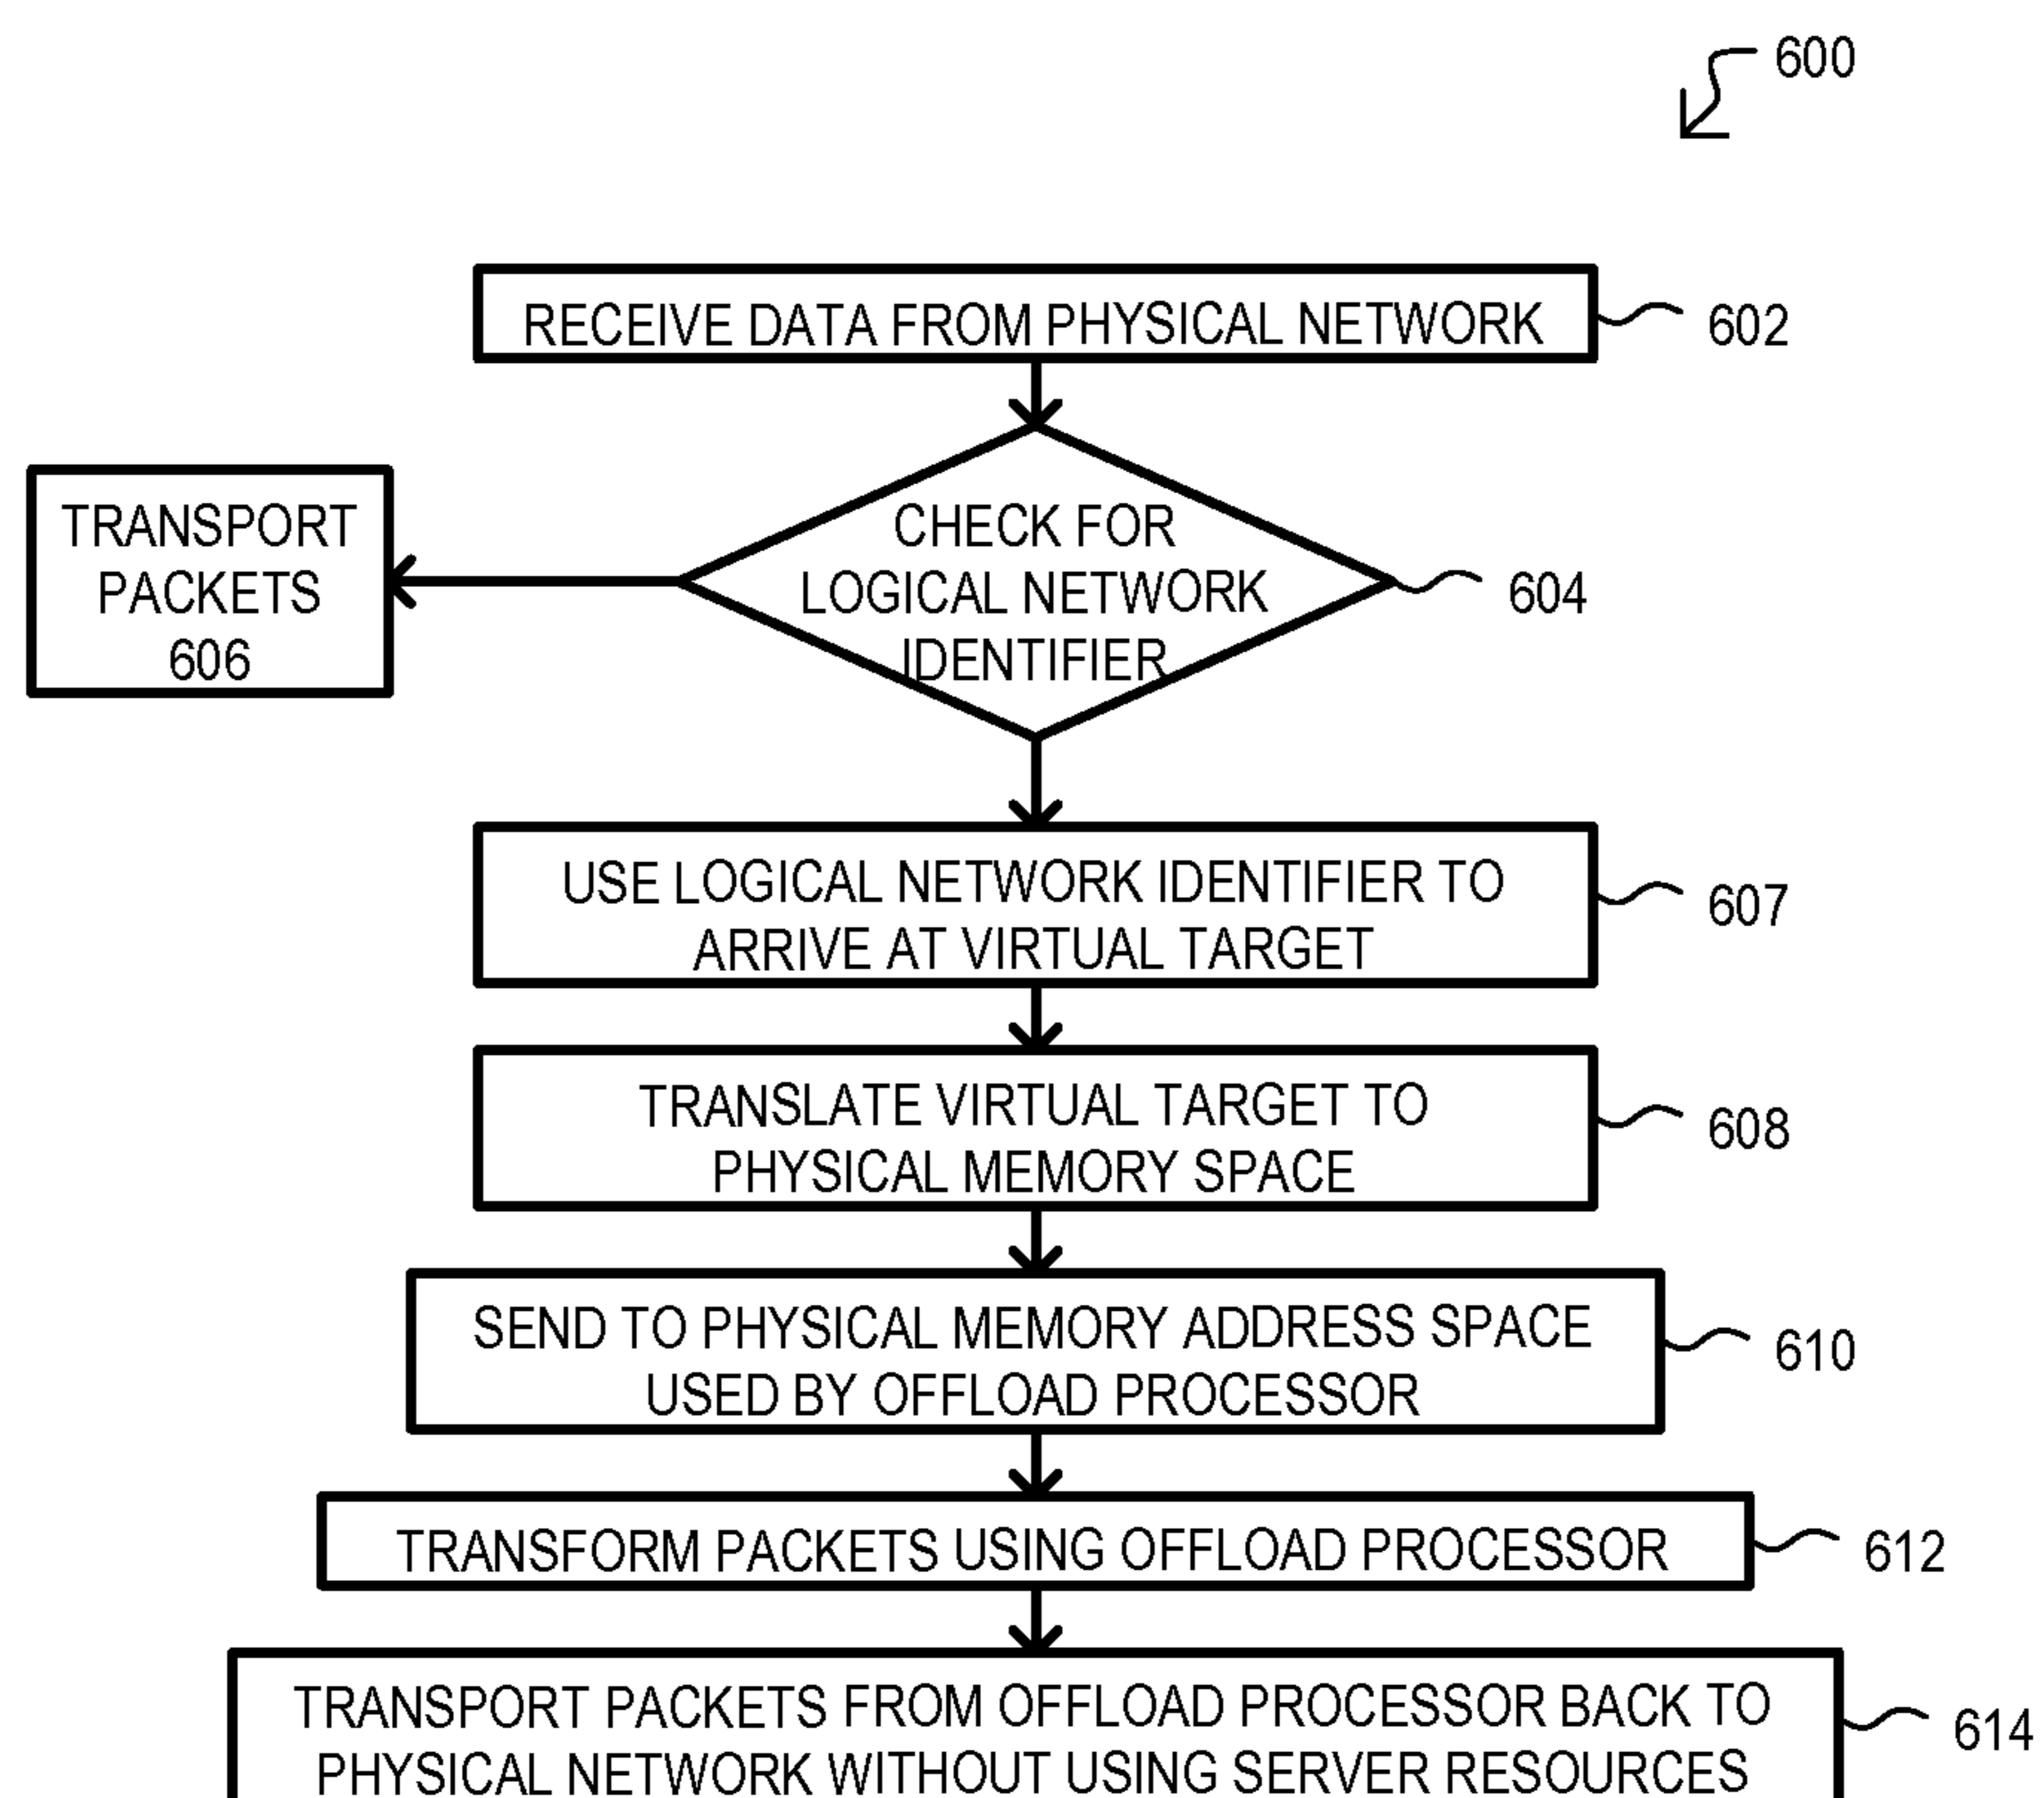 600
RECEIVE DATA FROM PHYSICAL NETWORK
602
CHECK FOR
LOGICAL NETWORK
IDENTIFIER
604
TRANSPORT
PACKETS
606
USE LOGICAL NETWORK IDENTIFIER TO
ARRIVE AT VIRTUAL TARGET
607
TRANSLATE VIRTUAL TARGET TO
PHYSICAL MEMORY SPACE
608
SEND TO PHYSICAL MEMORY ADDRESS SPACE
USED BY OFFLOAD PROCESSOR
610
TRANSFORM PACKETS USING OFFLOAD PROCESSOR
612
TRANSPORT PACKETS FROM OFFLOAD PROCESSOR BACK TO
PHYSICAL NETWORK WITHOUT USING SERVER RESOURCES
614